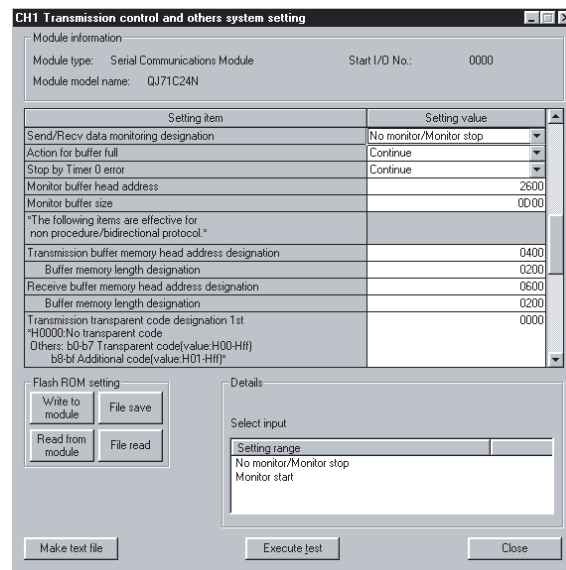 CH1 Transmission control and others system setting
Module information
Module type: Serial Communications Module Start I/O No.: 0000
Module model name: QJ71C24N
Setting item Setting value
Send/Recv data monitoring designation No monitor/Monitor stop
Action for buffer full Continue
Stop by Timer 0 error Continue
Monitor buffer head address 2600
Monitor buffer size 0D00
*The following items are effective for
non procedure/bidirectional protocol.*
Transmission buffer memory head address designation 0400
Buffer memory length designation 0200
Receive buffer memory head address designation 0600
Buffer memory length designation 0200
Transmission transparent code designation 1st 0000
*H0000:No transparent code
Others: b0-b7 Transparent code(value:H00-Hff)
b8-bf Additional code(value:H01-Hff)*
Flash ROM setting
Write to
module
File save
Read from
module
File read
Details
Select input
Setting range
No monitor/Monitor stop
Monitor start
Make text file Execute test Close